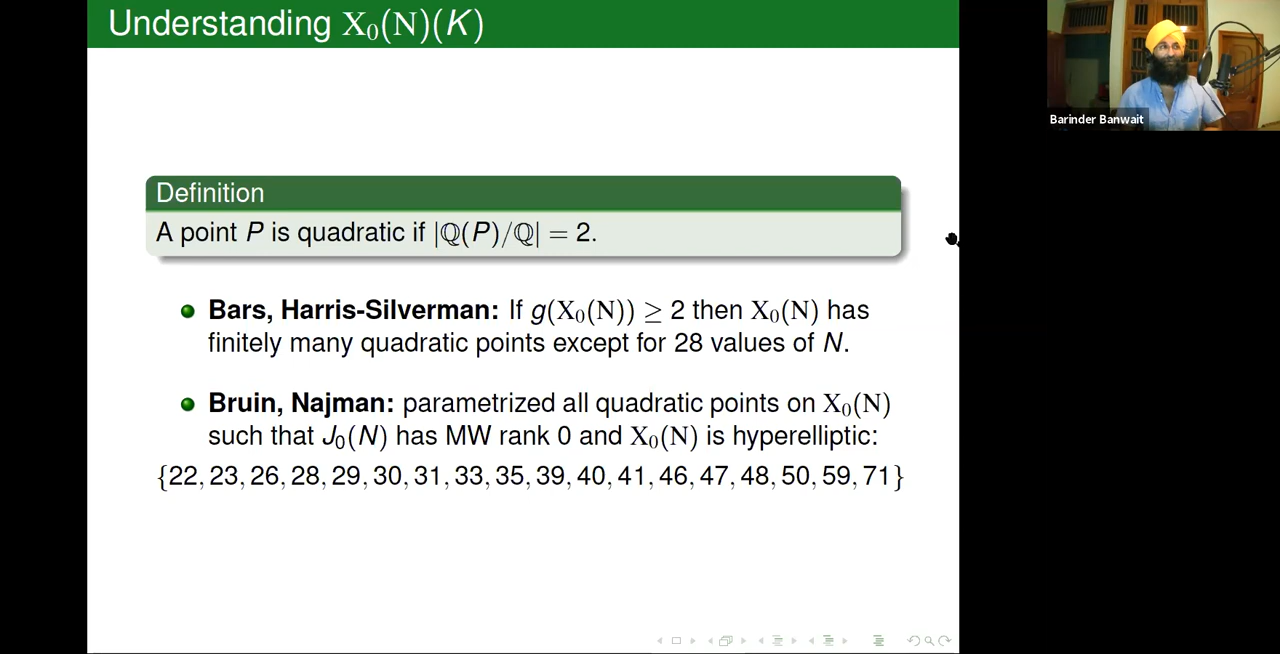 Understanding X₀(N)(K)
Barinder Banwait
Definition
A point P is quadratic if |ℚ(P)/ℚ| = 2.
Bars, Harris-Silverman: If g(X₀(N)) ≥ 2 then X₀(N) has
finitely many quadratic points except for 28 values of N.
Bruin, Najman: parametrized all quadratic points on X₀(N)
such that J₀(N) has MW rank 0 and X₀(N) is hyperelliptic:
{22, 23, 26, 28, 29, 30, 31, 33, 35, 39, 40, 41, 46, 47, 48, 50, 59, 71}